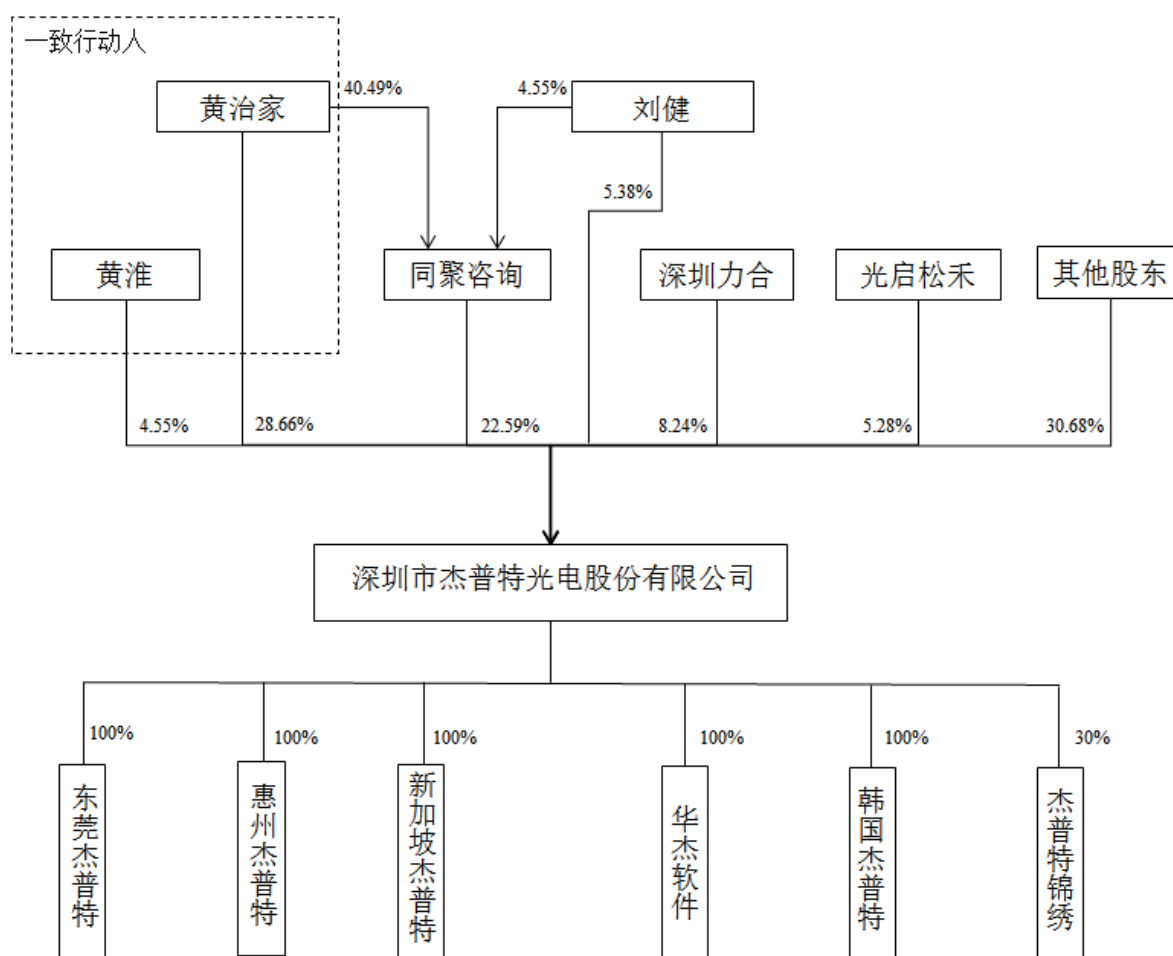 一致行动人
黄治家
40.49%
4.55%
刘健
5.38%
黄淮
同聚咨询
深圳力合
光启松禾
其他股东
4.55%
28.66%
22.59%
8.24%
5.28%
30.68%
深圳市杰普特光电股份有限公司
100%
100%
100%
100%
100%
30%
东莞杰普特
惠州杰普特
新加坡杰普特
华杰软件
韩国杰普特
杰普特锦绣